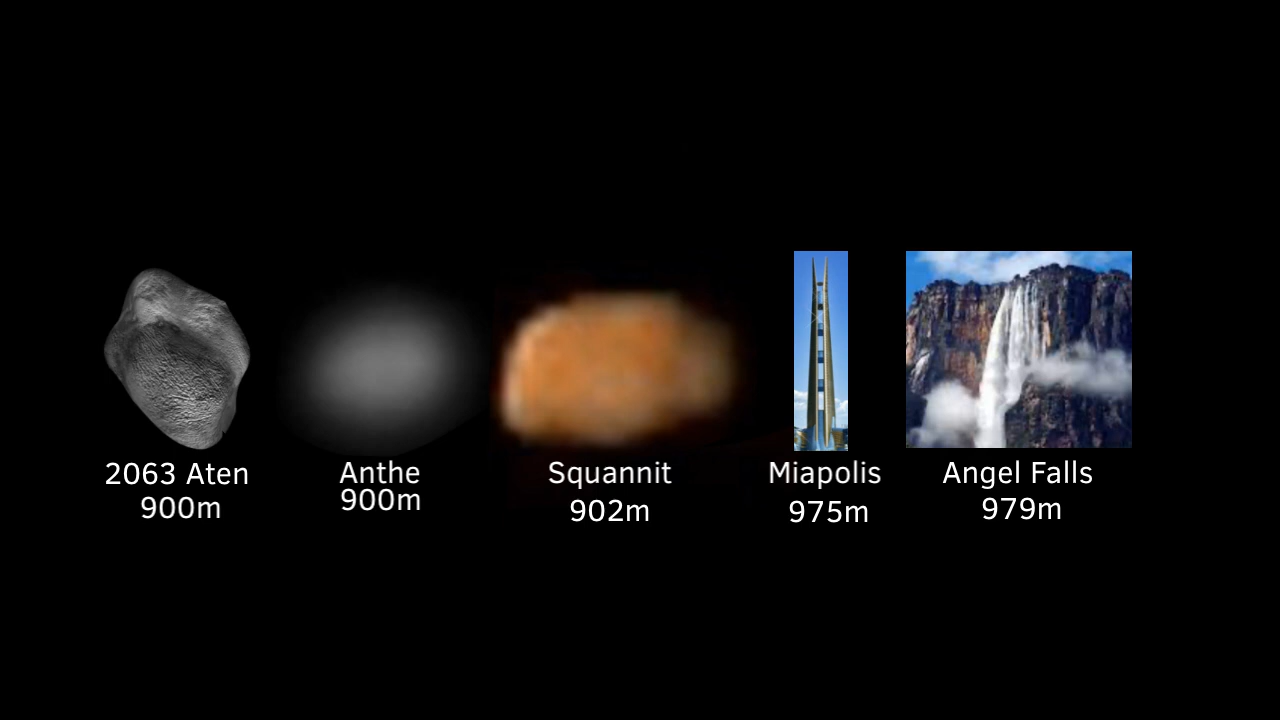 2063 Aten
900m
Anthe
900m
Squannit
902m
Miapolis
975m
Angel Falls
979m